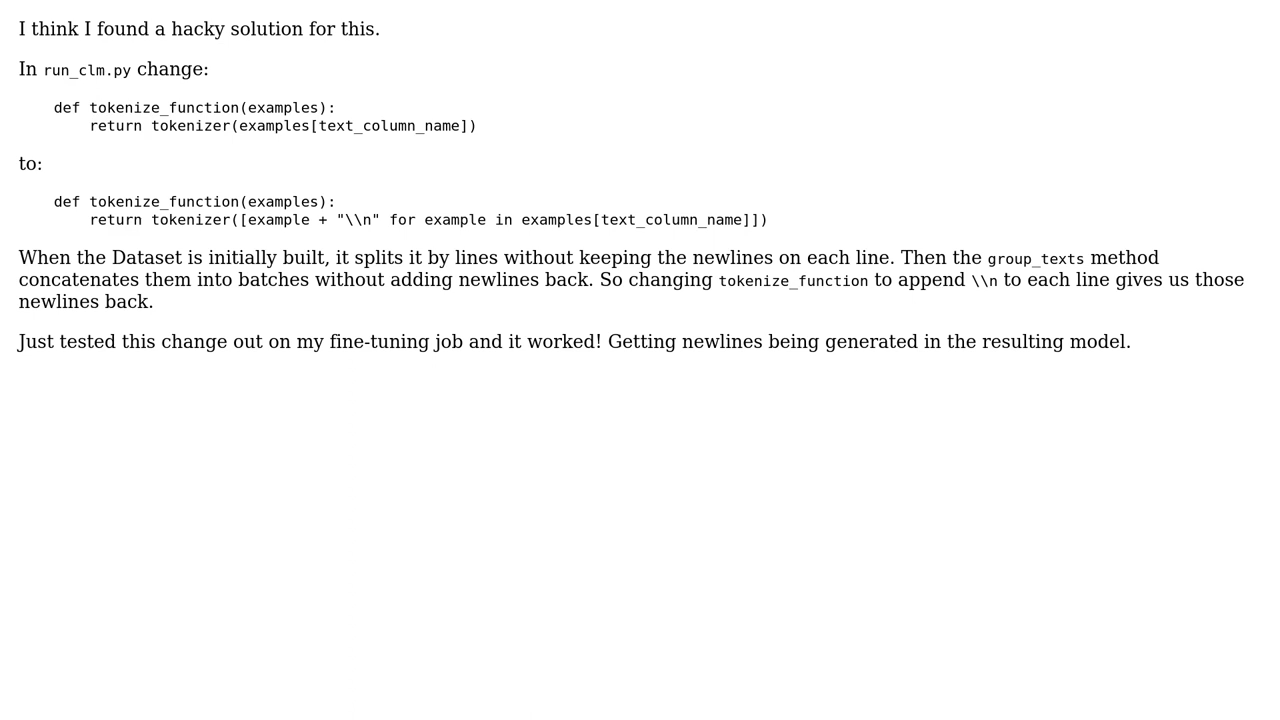 I think I found a hacky solution for this.
In run_clm.py change:
def tokenize_function(examples):
    return tokenizer(examples[text_column_name])
to:
def tokenize_function(examples):
    return tokenizer([example + "\\n" for example in examples[text_column_name]])
When the Dataset is initially built, it splits it by lines without keeping the newlines on each line. Then the group_texts method
concatenates them into batches without adding newlines back. So changing tokenize_function to append \\n to each line gives us those
newlines back.
Just tested this change out on my fine-tuning job and it worked! Getting newlines being generated in the resulting model.